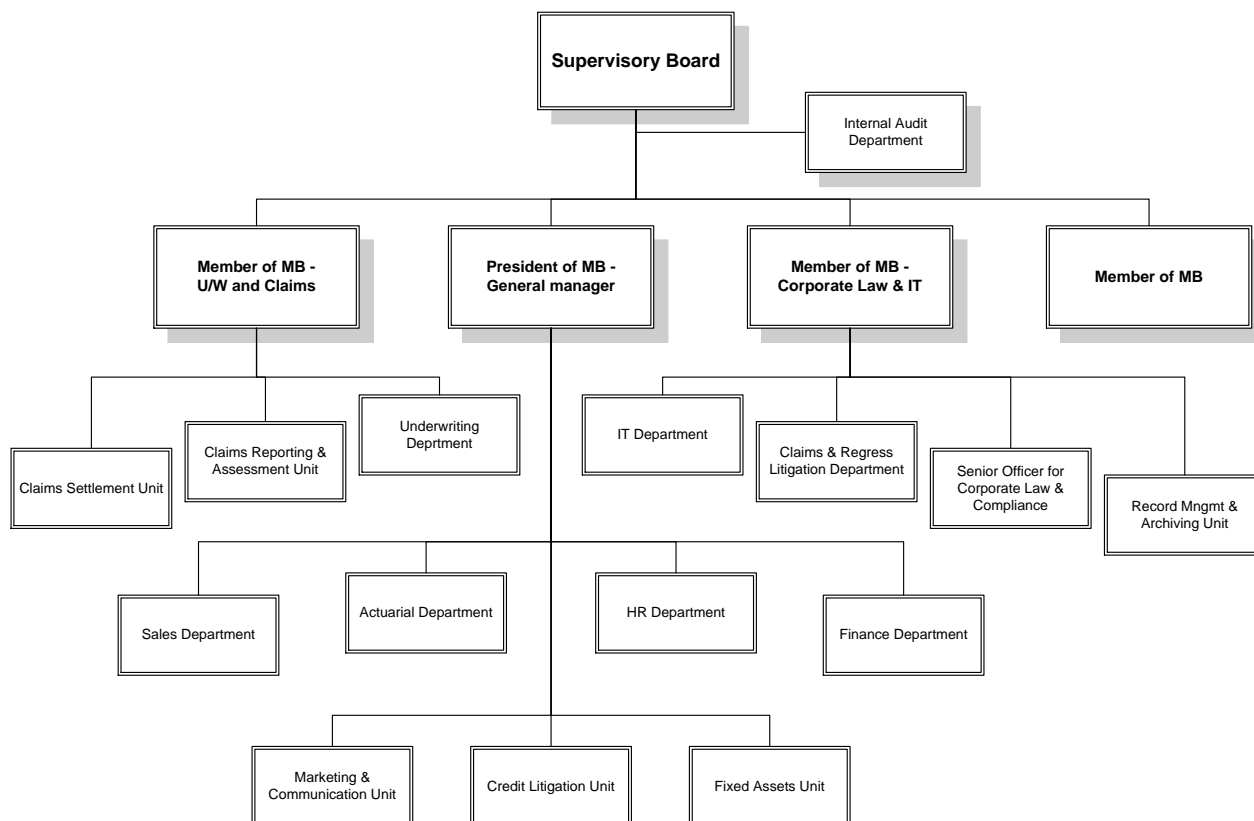 Supervisory Board
Internal Audit
Department
Member of MB -
U/W and Claims
President of MB -
General manager
Member of MB -
Corporate Law & IT
Member of MB
Claims Settlement Unit
Claims Reporting &
Assessment Unit
Underwriting
Deprtment
IT Department
Claims & Regress
Litigation Department
Senior Officer for
Corporate Law &
Compliance
Record Mngmt &
Archiving Unit
Sales Department
Actuarial Department
HR Department
Finance Department
Marketing &
Communication Unit
Credit Litigation Unit
Fixed Assets Unit